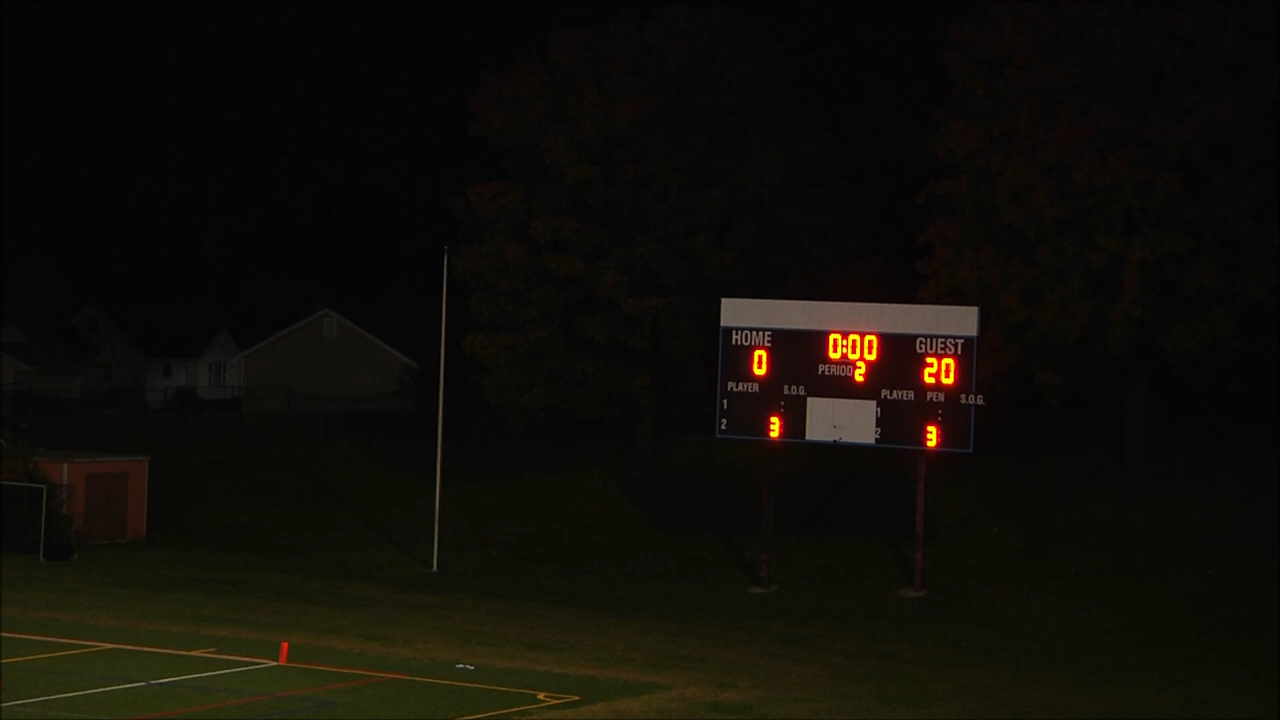 HOME 0:00 GUEST
0 PERIOD 2 20
PLAYER S.O.G. PLAYER PEN S.O.G.
1 : 1 :
2 3 2 3